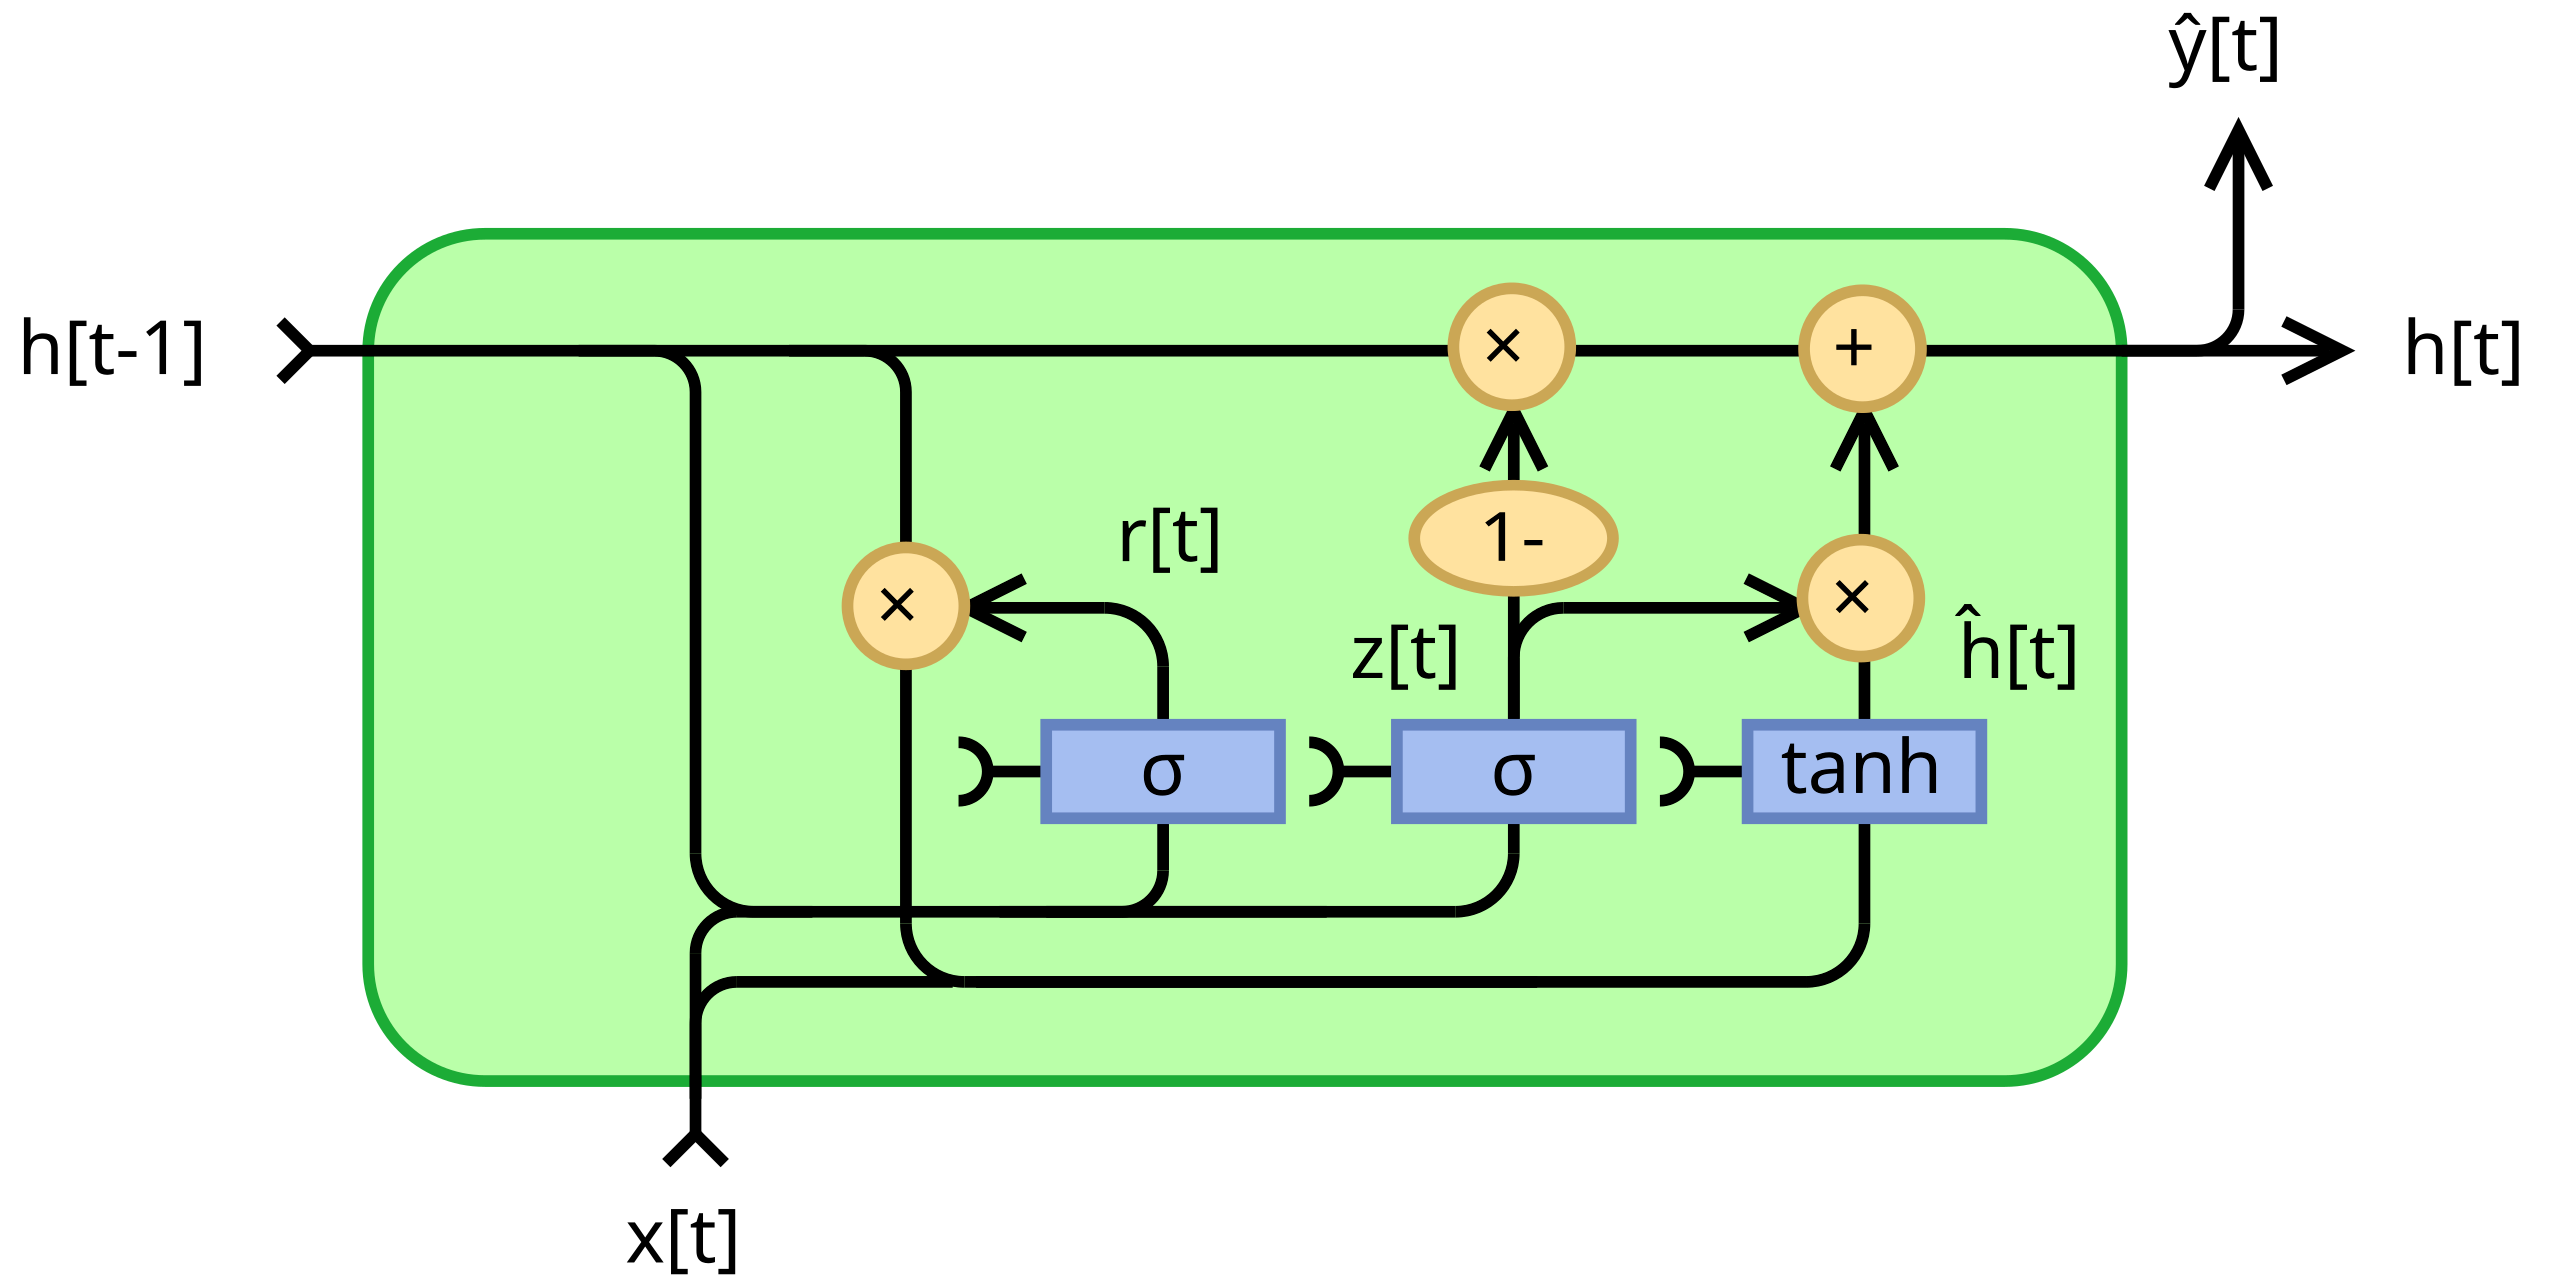 ŷ[t]
h[t-1]
×
+
h[t]
r[t]
1-
×
×
z[t]
ĥ[t]
σ
σ
tanh
x[t]